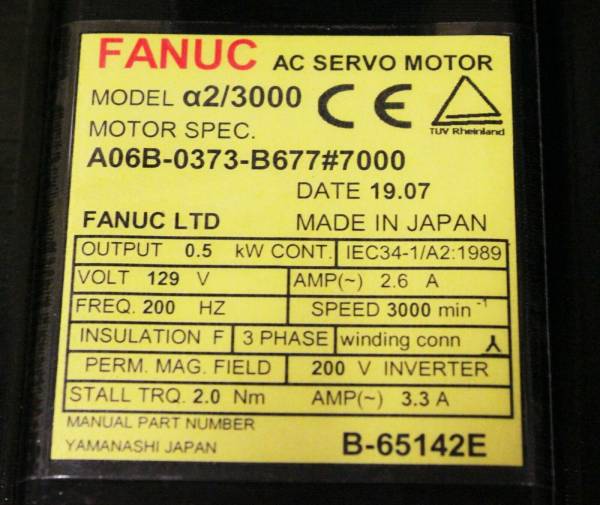 FANUC AC SERVO MOTOR
MODEL α2/3000 CE
MOTOR SPEC. TUV Rheinland
A06B-0373-B677#7000
DATE 19.07
FANUC LTD MADE IN JAPAN
OUTPUT 0.5 kW CONT. IEC34-1/A2:1989
VOLT 129 V AMP(~) 2.6 A
FREQ. 200 HZ SPEED 3000 min⁻¹
INSULATION F 3 PHASE winding conn ⅄
PERM. MAG. FIELD 200 V INVERTER
STALL TRQ. 2.0 Nm AMP(~) 3.3 A
MANUAL PART NUMBER
YAMANASHI JAPAN B-65142E